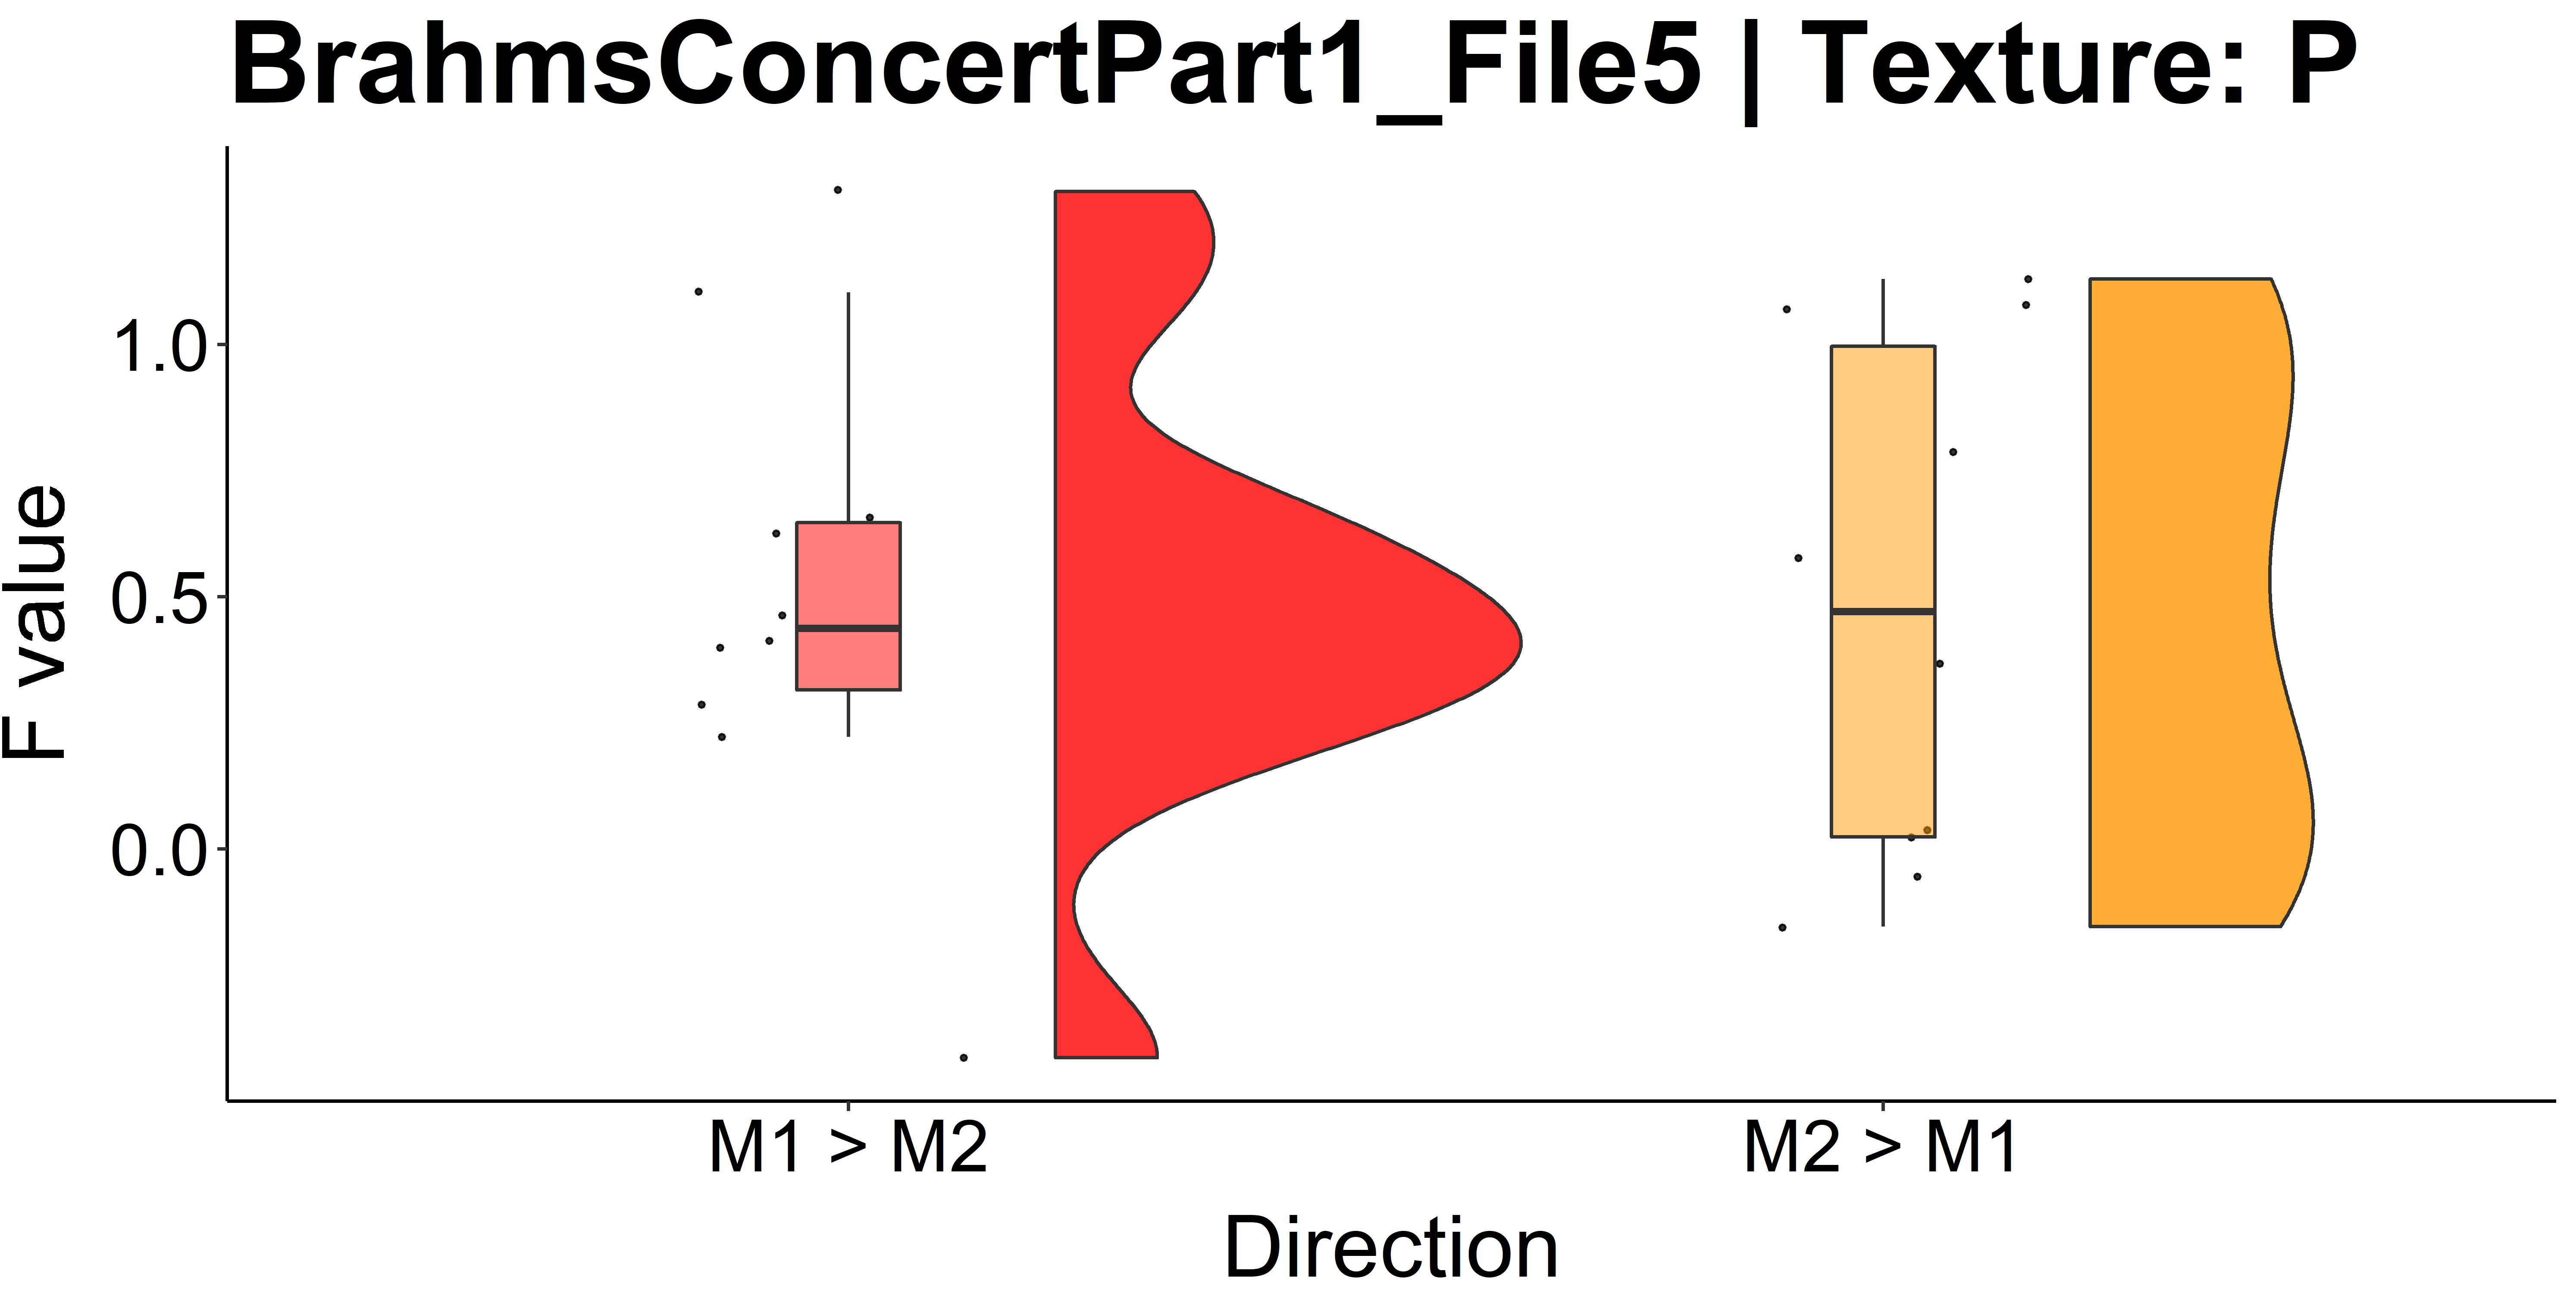 BrahmsConcertPart1_File5 | Texture: P
F value
1.0
0.5
0.0
M1 > M2
M2 > M1
Direction